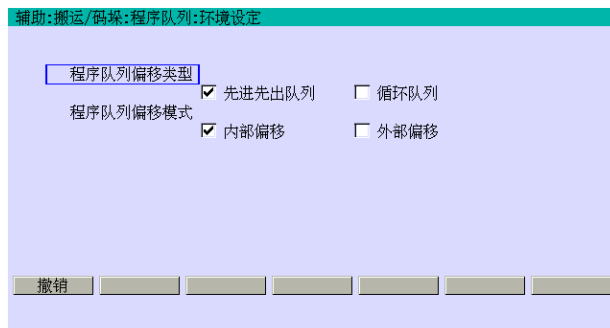 辅助:搬运/码垛:程序队列:环境设定
程序队列偏移类型
先进先出队列 循环队列
程序队列偏移模式
内部偏移 外部偏移
撤销